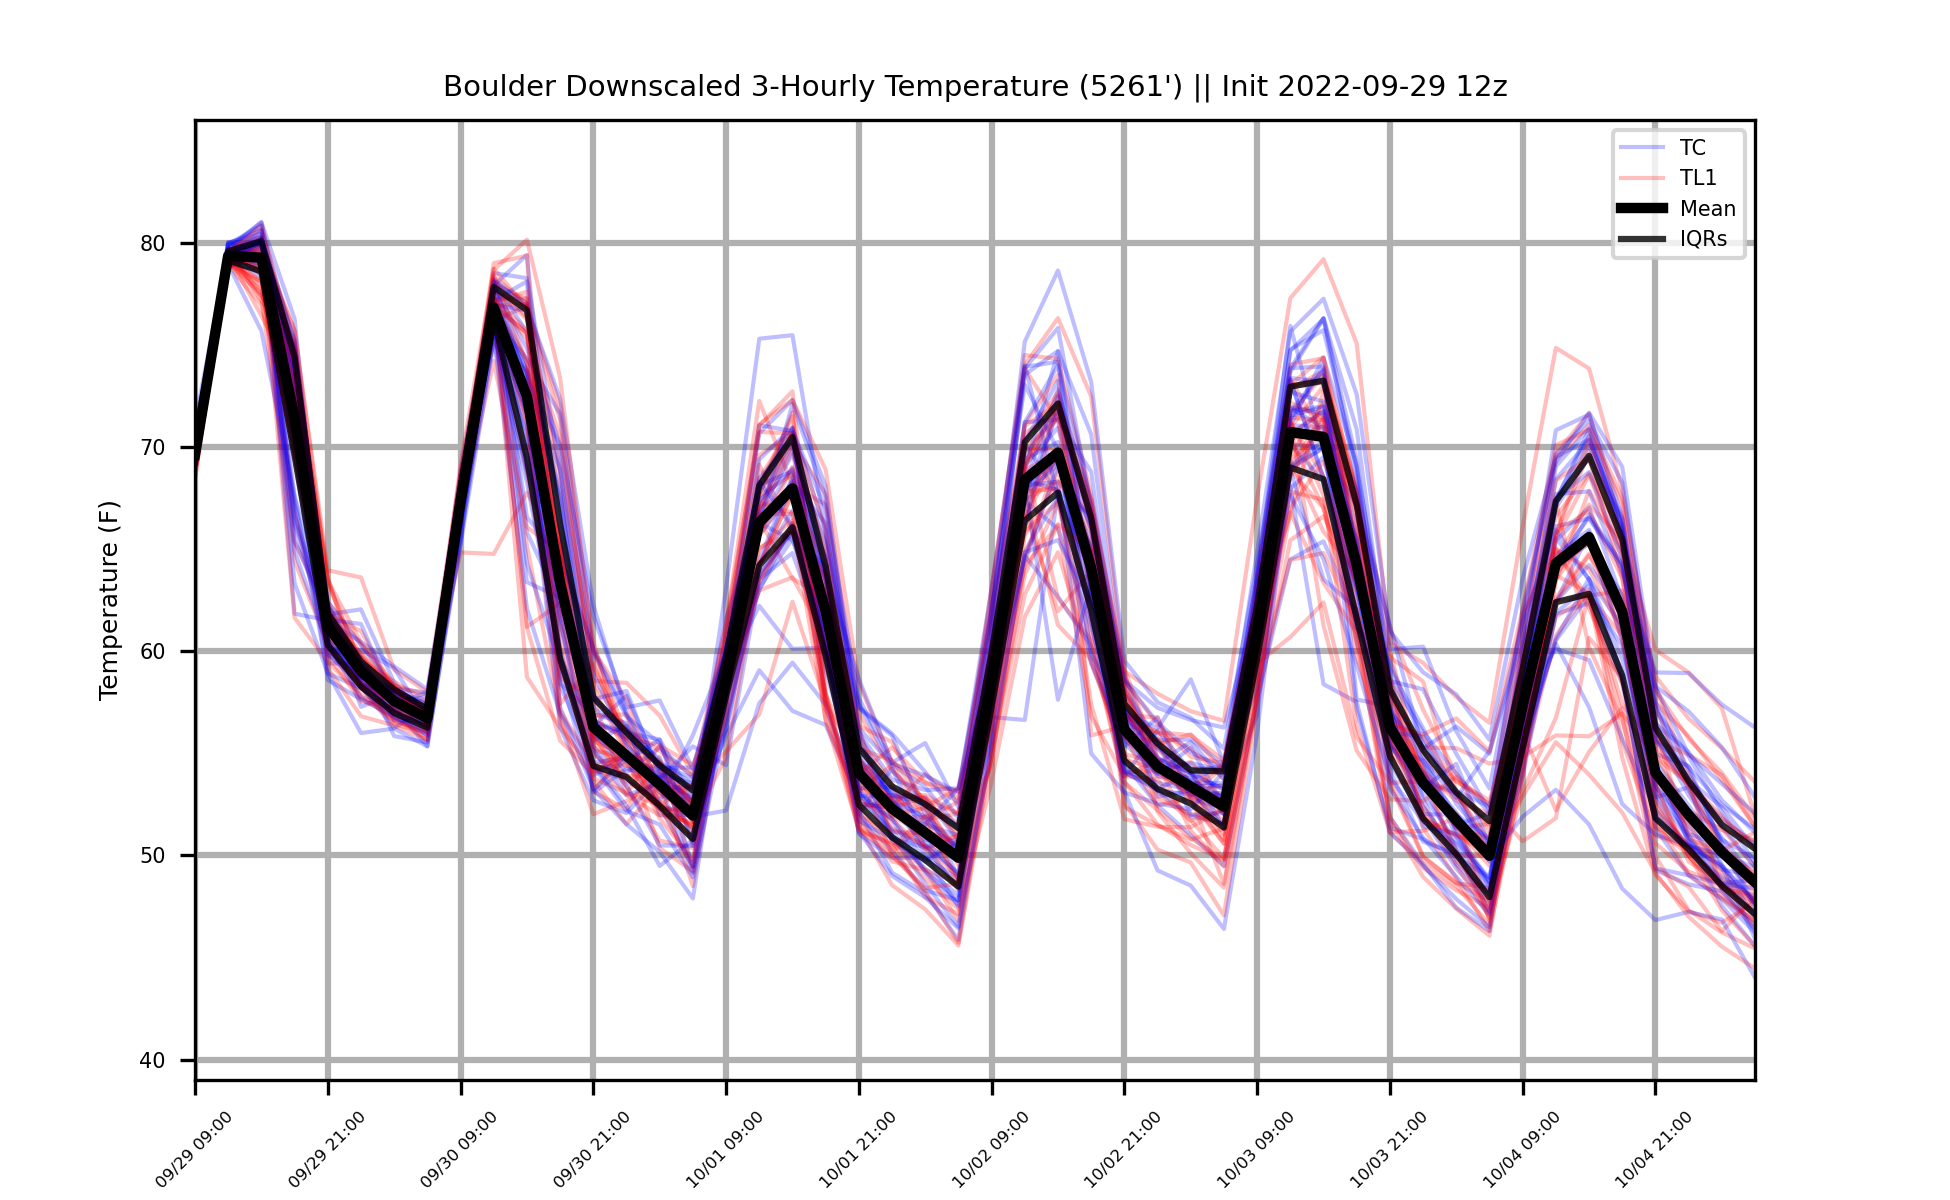 Boulder Downscaled 3-Hourly Temperature (5261') || Init 2022-09-29 12z
TC
TL1
Mean
IQRs
Temperature (F)
80
70
60
50
40
09/29 09:00
09/29 21:00
09/30 09:00
09/30 21:00
10/01 09:00
10/01 21:00
10/02 09:00
10/02 21:00
10/03 09:00
10/03 21:00
10/04 09:00
10/04 21:00